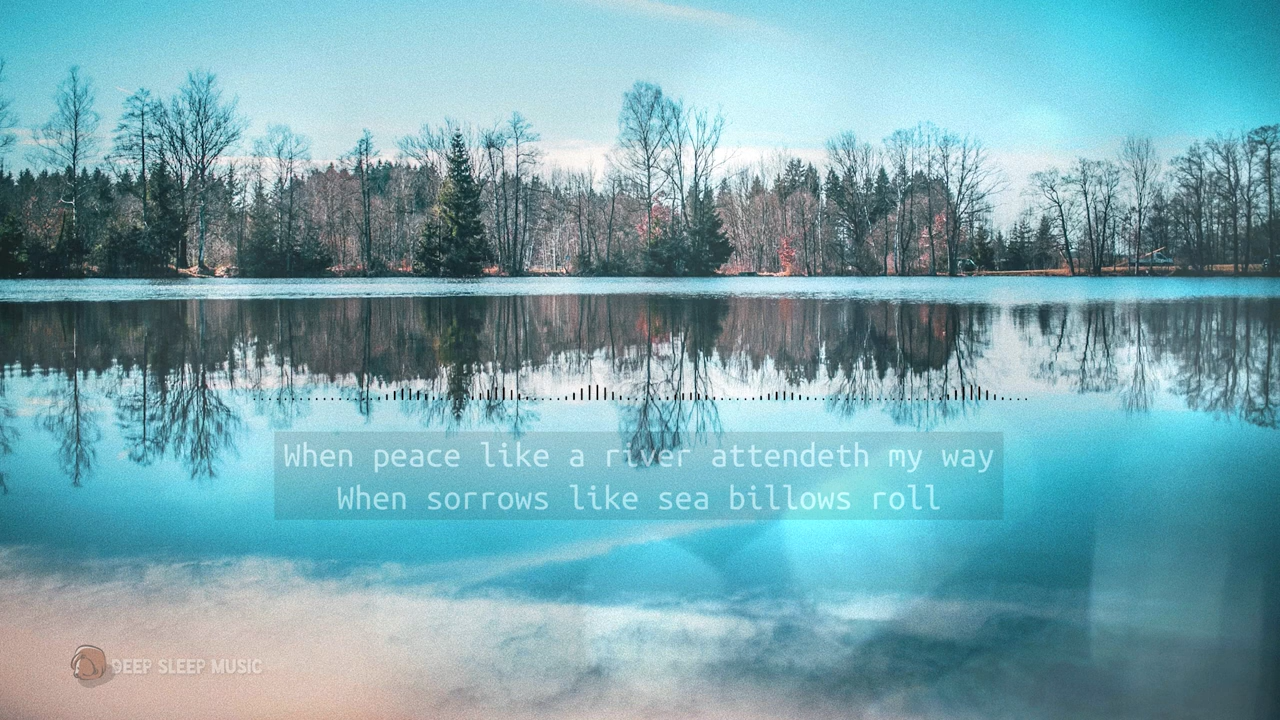 When peace like a river attendeth my way
When sorrows like sea billows roll
DEEP SLEEP MUSIC